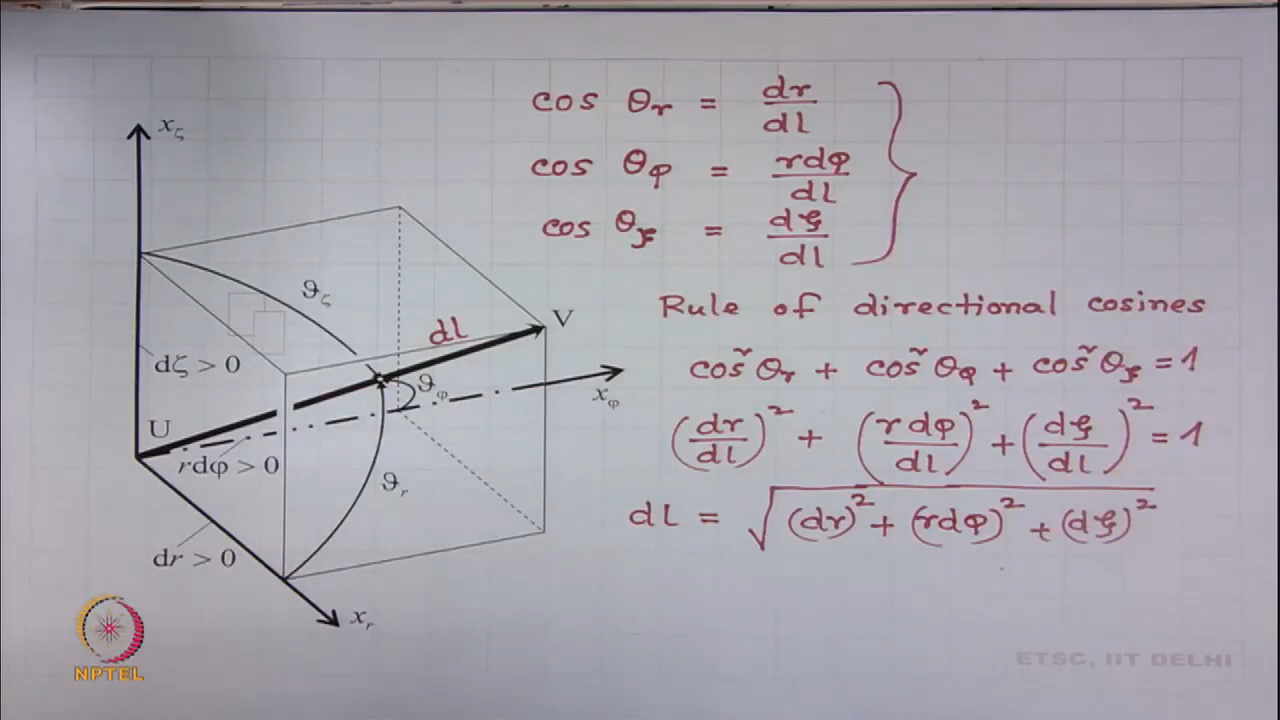 cos θr = dr/dl
cos θφ = rdφ/dl
cos θζ = dζ/dl
Rule of directional cosines
cos²θr + cos²θφ + cos²θζ = 1
(dr/dl)² + (rdφ/dl)² + (dζ/dl)² = 1
dl = √(dr)² + (rdφ)² + (dζ)²
xζ
ϑζ
dl
V
dζ > 0
ϑφ
xφ
U
rdφ > 0
ϑr
dr > 0
xr
NPTEL
ETSC, IIT DELHI